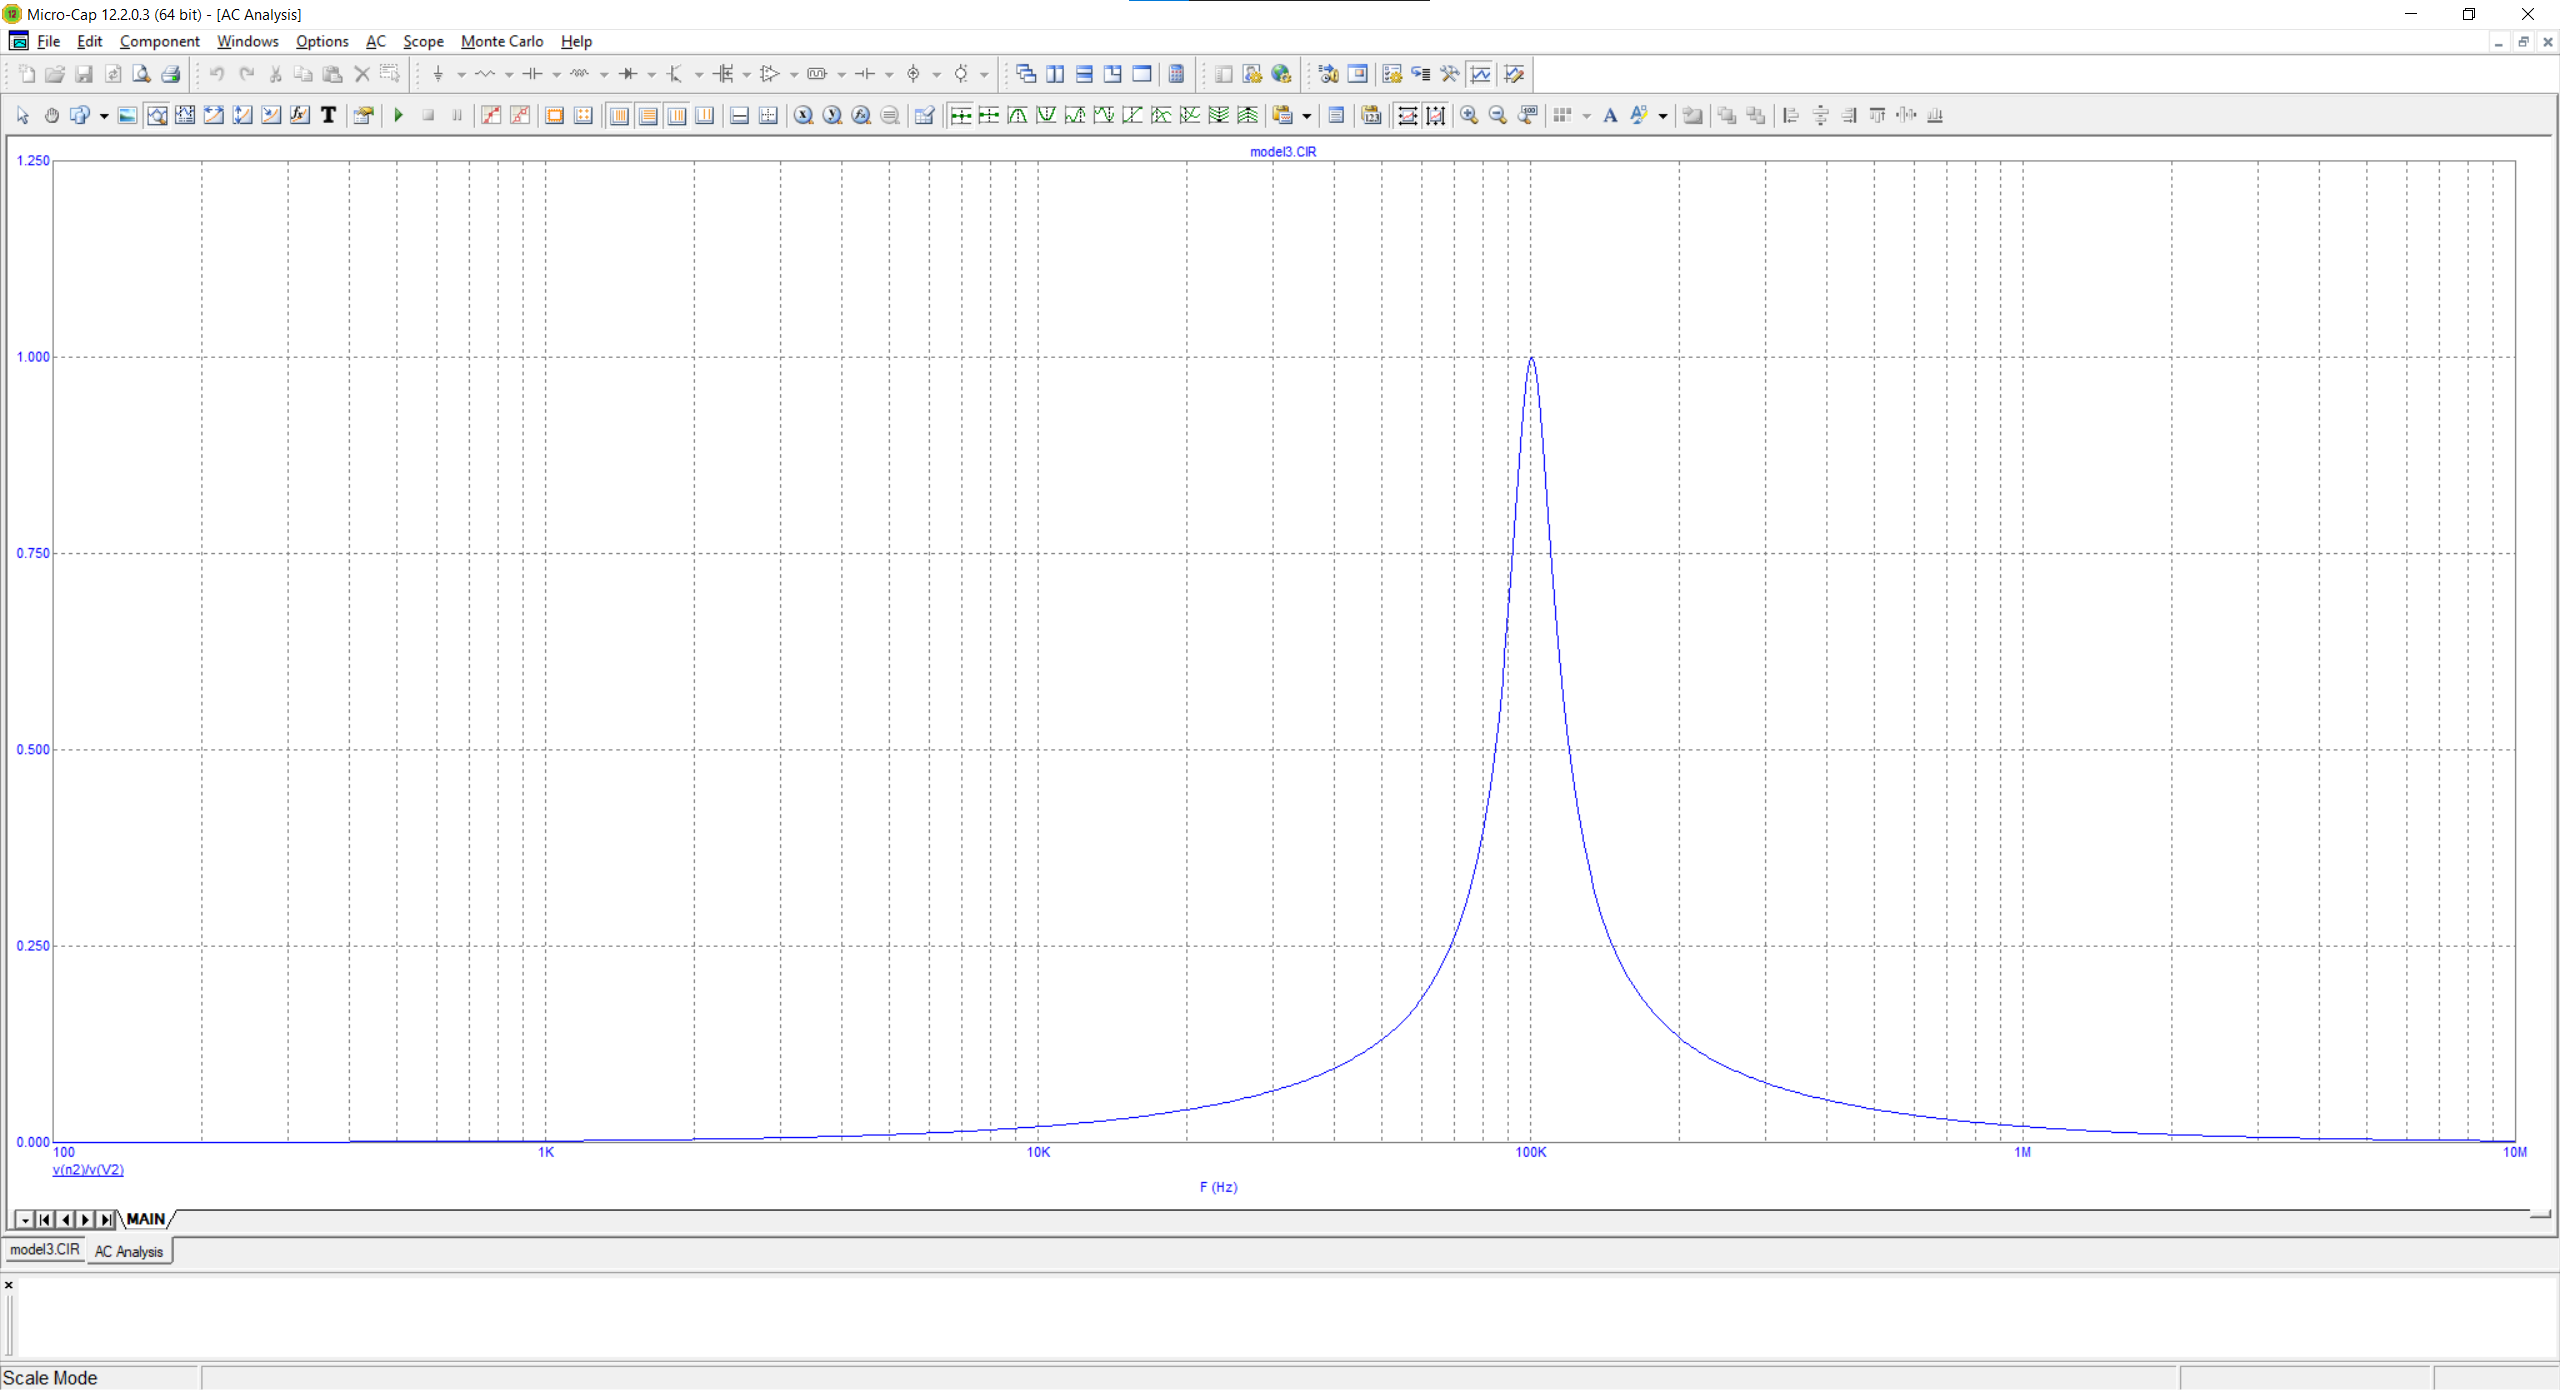 Micro-Cap 12.2.0.3 (64 bit) - [AC Analysis]
File Edit Component Windows Options AC Scope Monte Carlo Help
model3.CIR
1.250
1.000
0.750
0.500
0.250
0.000
100 1K 10K 100K 1M 10M
v(n2)/v(V2)
F (Hz)
MAIN
model3.CIR AC Analysis
Scale Mode